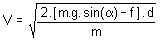 V = √(2.[m.g.sin(α) – f].d / m)